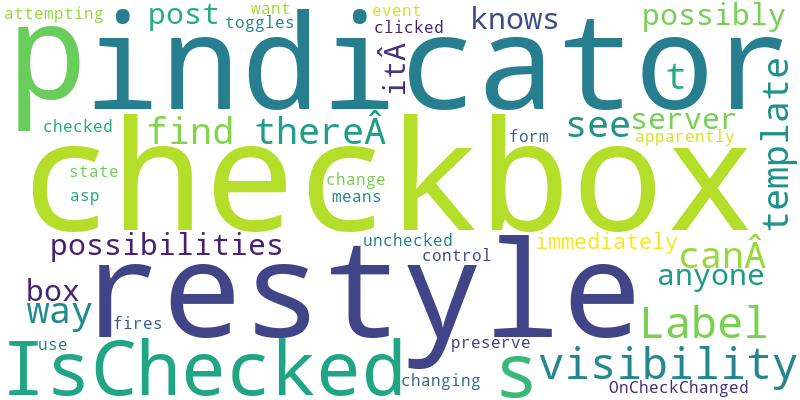 attempting
post
want
toggles
event
clicked
knows
possibly
p
indicator
itÂ
t
template
checked
find
thereÂ
form
see
server
apparently
checkbox
state
asp
change
means
possibilities
unchecked
control
immediately
canÂ
box
way
restyle
anyone
fires
Label
use
IsChecked
preserve
s
visibility
changing
OnCheckChanged